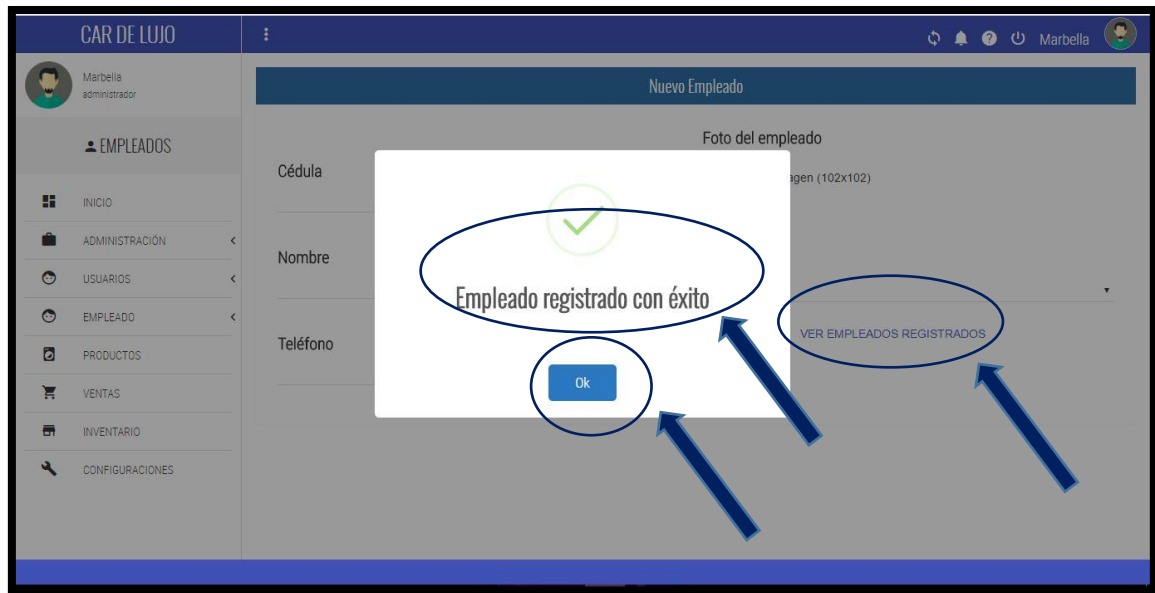 CAR DE LUJO
Marbella
Marbella
administrador
EMPLEADOS
INICIO
ADMINISTRACIÓN
USUARIOS
EMPLEADO
PRODUCTOS
VENTAS
INVENTARIO
CONFIGURACIONES
Nuevo Empleado
Foto del empleado
Cédula
(102x102)
Nombre
Empleado registrado con éxito
VER EMPLEADOS REGISTRADOS
Teléfono
Ok